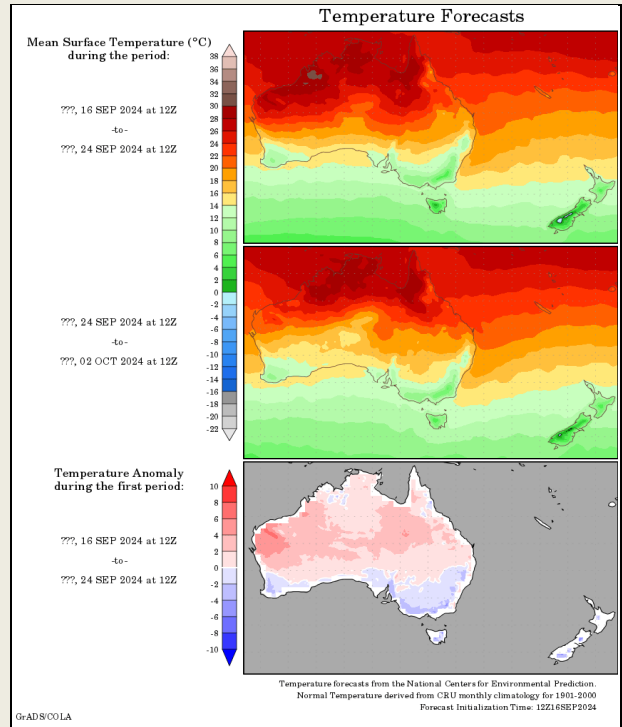 Temperature Forecasts
Mean Surface Temperature (°C)
during the period:
???, 16 SEP 2024 at 12Z
-to-
???, 24 SEP 2024 at 12Z
38
36
34
32
30
28
26
24
22
20
18
16
14
12
10
8
6
4
2
0
-2
-4
-6
-8
-10
-12
-14
-16
-18
-20
-22
???, 24 SEP 2024 at 12Z
-to-
???, 02 OCT 2024 at 12Z
Temperature Anomaly
during the first period:
???, 16 SEP 2024 at 12Z
-to-
???, 24 SEP 2024 at 12Z
10
8
6
4
2
0
-2
-4
-6
-8
-10
Temperature forecasts from the National Centers for Environmental Prediction.
Normal Temperature derived from CRU monthly climatology for 1901-2000
Forecast Initialization Time: 12Z16SEP2024
GrADS/COLA